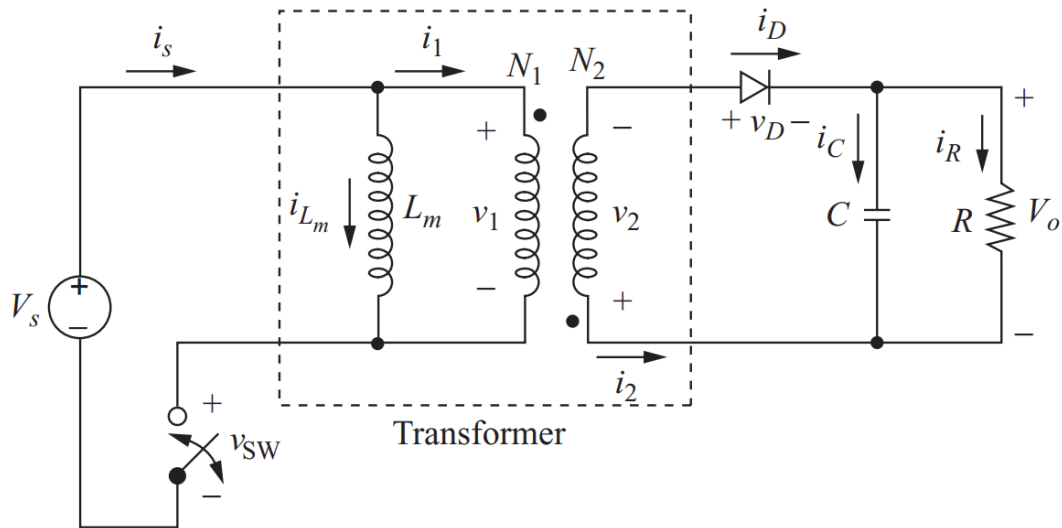 i_s
i_1
N_1
N_2
i_D
+ v_D −
+
−
+
i_{L_m}
L_m
v_1
v_2
i_C
i_R
C
R
V_o
−
+
−
V_s
+
−
i_2
+
v_SW
−
Transformer